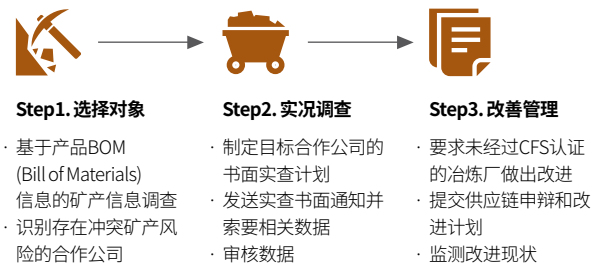 Step1. 选择对象
· 基于产品BOM
(Bill of Materials)
信息的矿产信息调查
· 识别存在冲突矿产风
险的合作公司
Step2. 实况调查
· 制定目标合作公司的
书面实查计划
· 发送实查书面通知并
索要相关数据
· 审核数据
Step3. 改善管理
· 要求未经过CFS认证
的冶炼厂做出改进
· 提交供应链申辩和改
进计划
· 监测改进现状